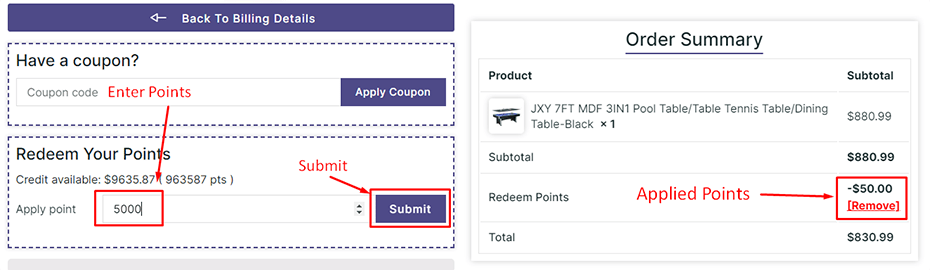 Back To Billing Details
Have a coupon?
Coupon code
Enter Points
Apply Coupon
Redeem Your Points
Submit
Credit available: $9635.87 ( 963587 pts )
Apply point
5000
Submit
Order Summary
Product Subtotal
JXY 7FT MDF 3IN1 Pool Table/Table Tennis Table/Dining
Table-Black × 1
$880.99
Subtotal $880.99
Redeem Points
Applied Points
-$50.00
[Remove]
Total $830.99